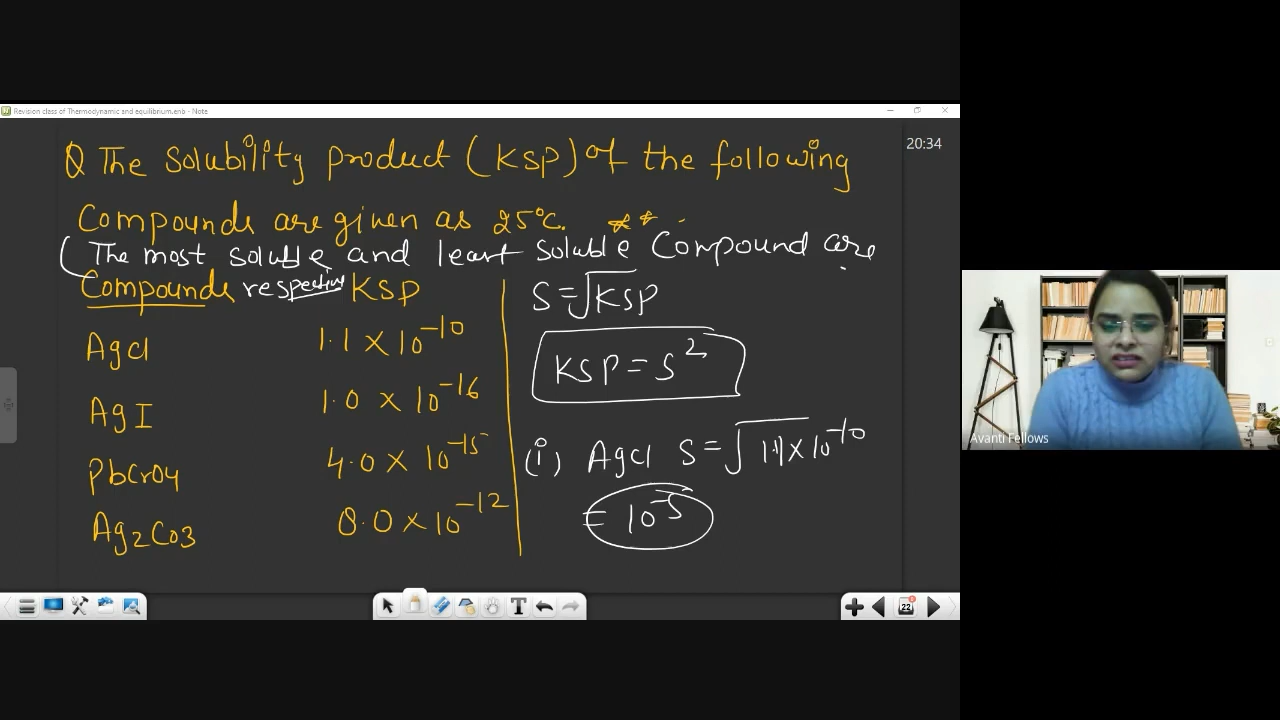 Revision class of Thermodynamic and equilibrium.enb - Note
20:34
Q The Solubility product (KSP) of the following
Compounds are given as 25°C. ** -
(The most soluble and least soluble Compound are
Compounds respectively KSP
AgCl 1.1 × 10⁻¹⁰
AgI 1.0 × 10⁻¹⁶
PbCrO4 4.0 × 10⁻¹⁵
Ag2CO3 8.0 × 10⁻¹²
S = √KSP
KSP = S²
(i) AgCl S = √1.1 × 10⁻¹⁰
= 10⁻⁵
Avanti Fellows
T
22